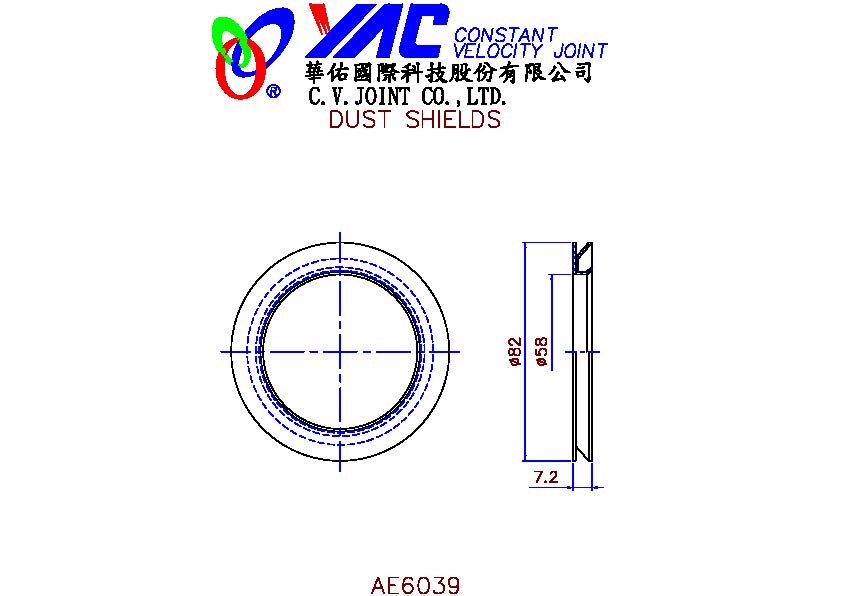 YAC CONSTANT
VELOCITY JOINT
®
華佑國際科技股份有限公司
C.V.JOINT CO.,LTD.
DUST SHIELDS
ø82
ø58
7.2
AE6039